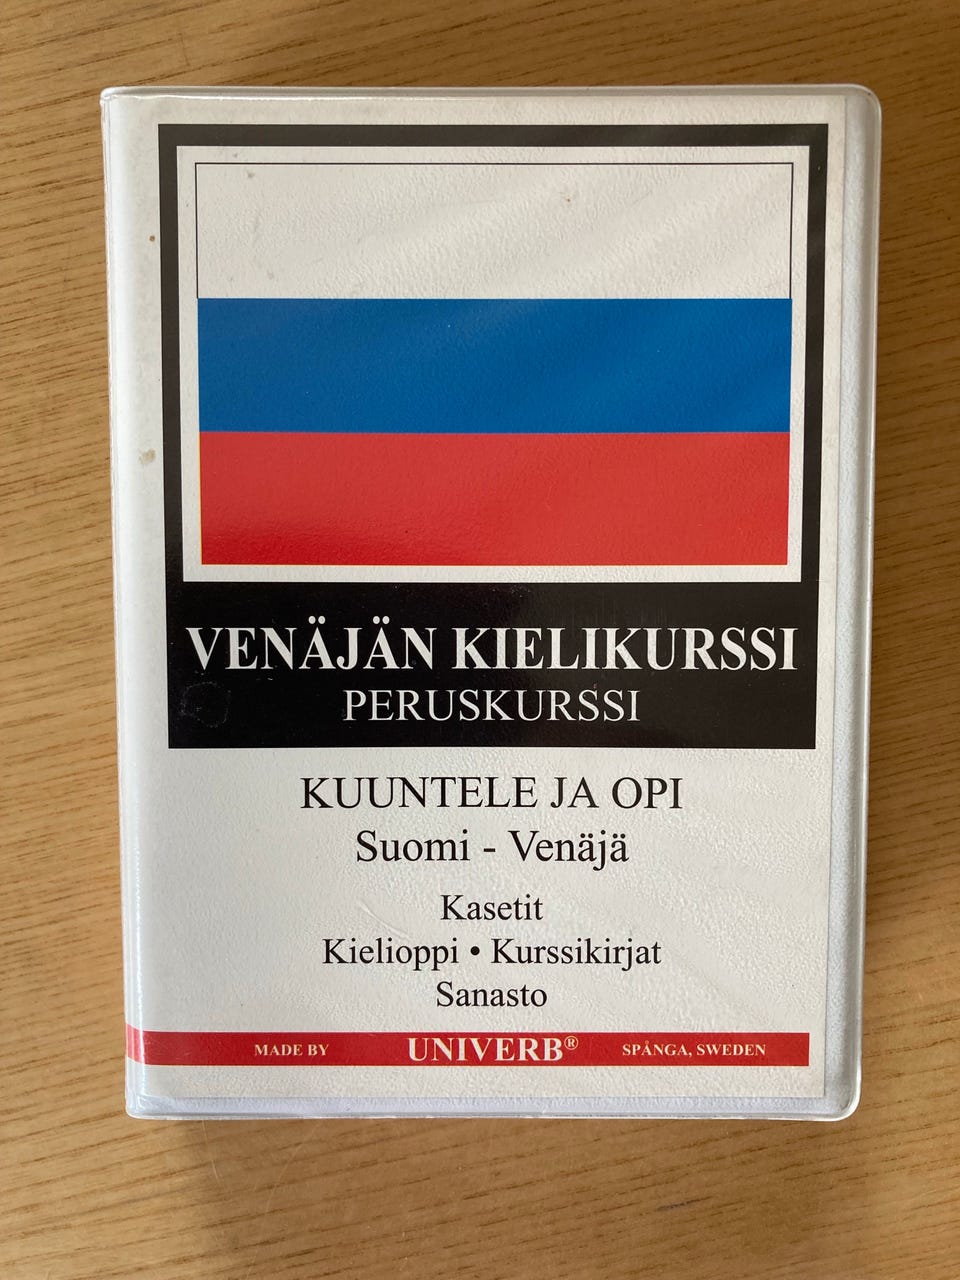 VENÄJÄN KIELIKURSSI
PERUSKURSSI
KUUNTELE JA OPI
Suomi - Venäjä
Kasetit
Kielioppi • Kurssikirjat
Sanasto
MADE BY UNIVERB® SPÅNGA, SWEDEN